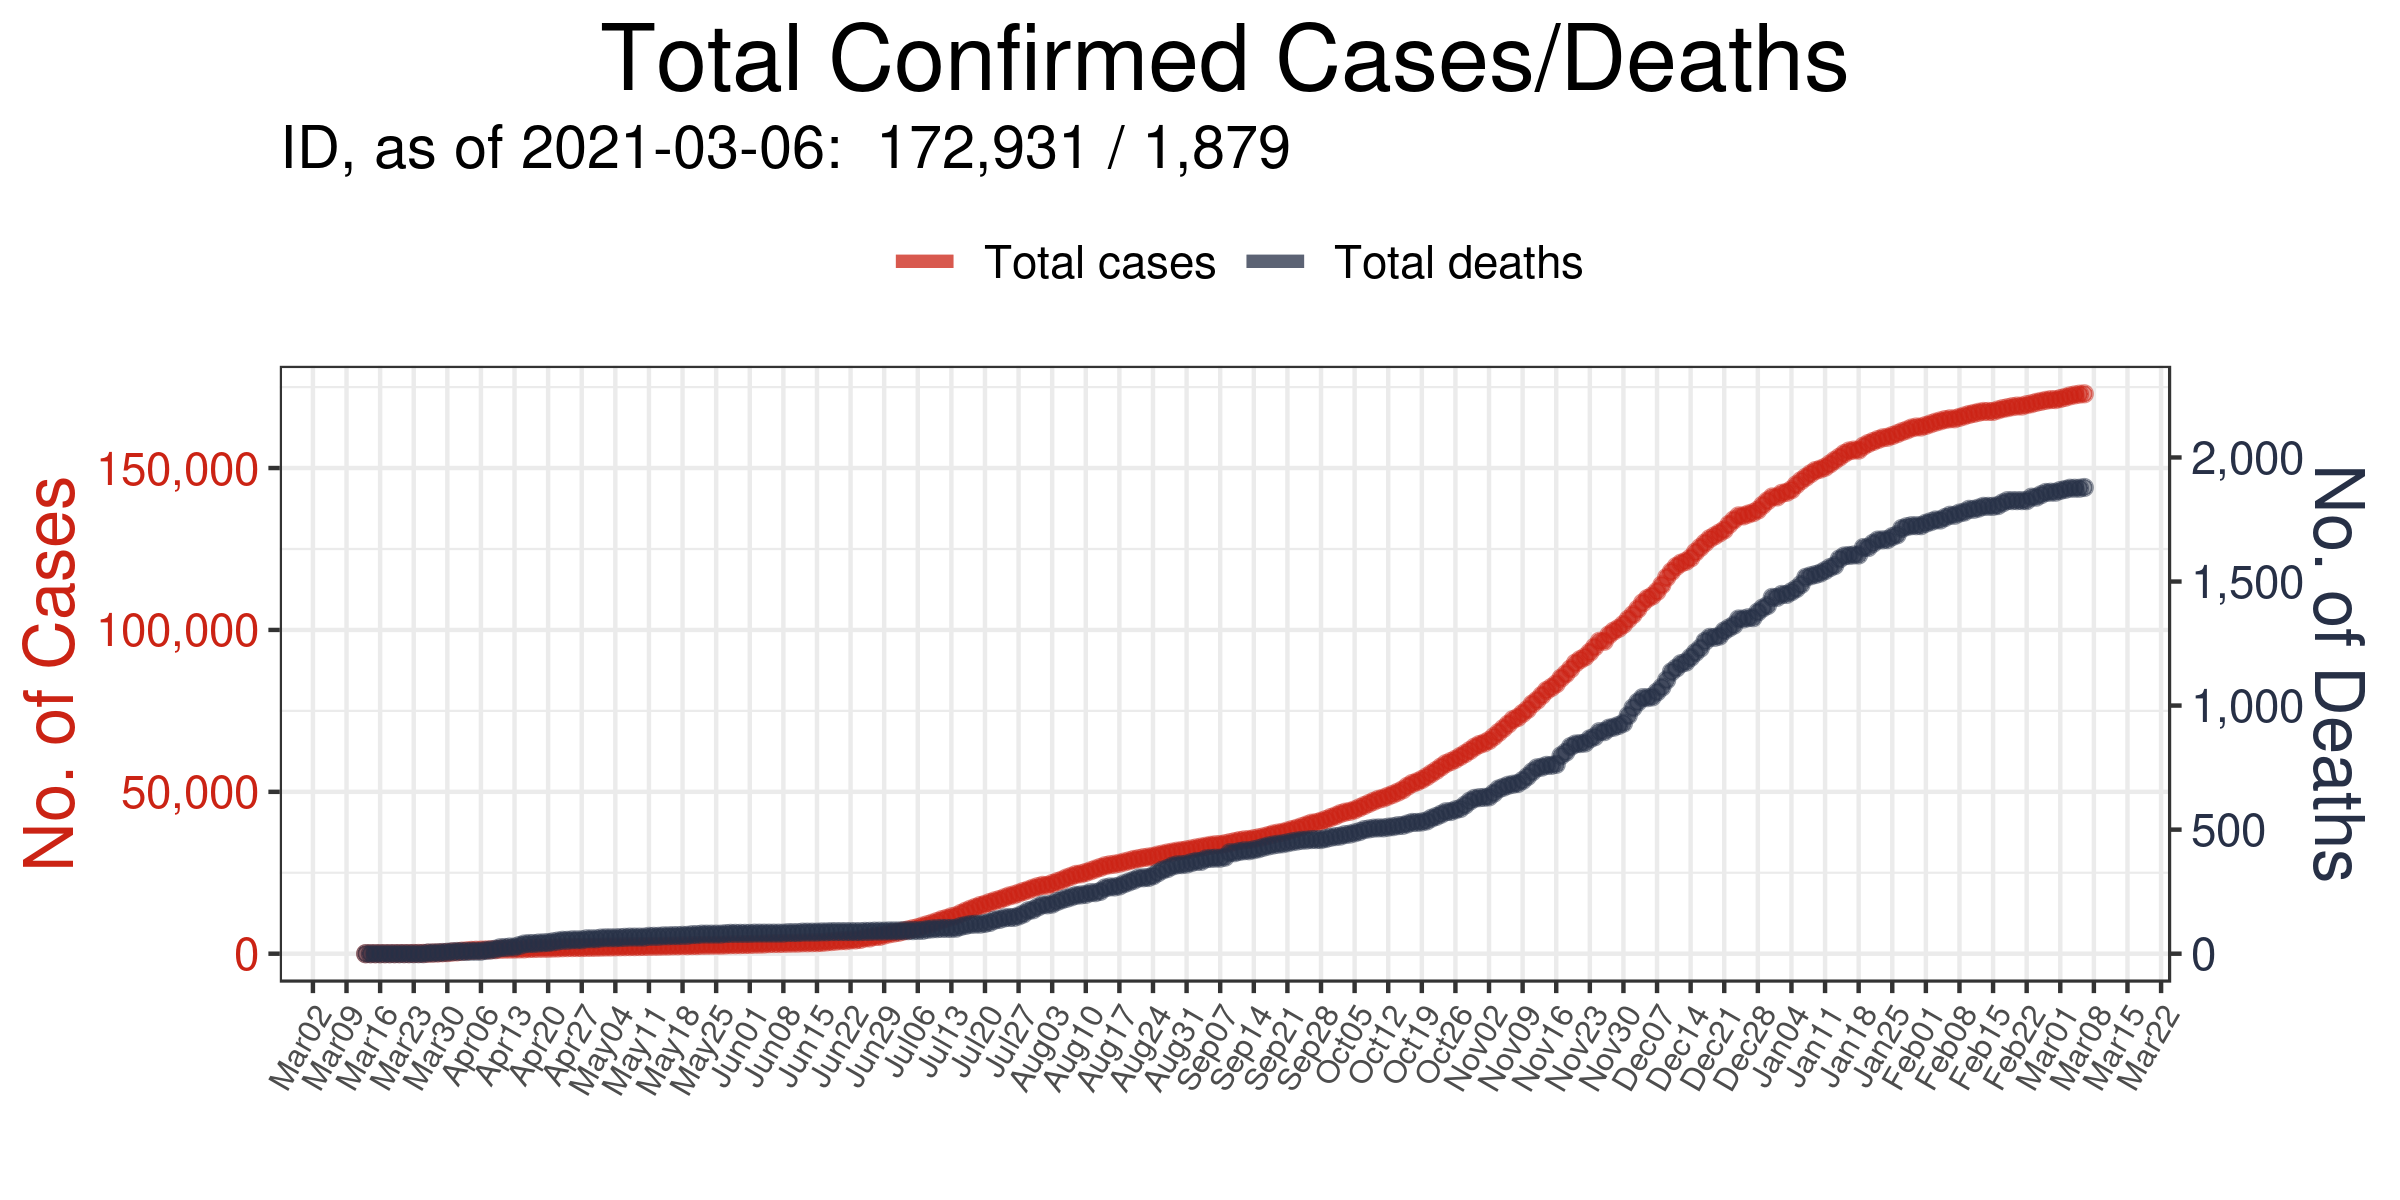 Total Confirmed Cases/Deaths
ID, as of 2021-03-06:  172,931 / 1,879
Total cases
Total deaths
No. of Cases
150,000
100,000
50,000
0
2,000
1,500
1,000
500
0
No. of Deaths
Mar02
Mar09
Mar16
Mar23
Mar30
Apr06
Apr13
Apr20
Apr27
May04
May11
May18
May25
Jun01
Jun08
Jun15
Jun22
Jun29
Jul06
Jul13
Jul20
Jul27
Aug03
Aug10
Aug17
Aug24
Aug31
Sep07
Sep14
Sep21
Sep28
Oct05
Oct12
Oct19
Oct26
Nov02
Nov09
Nov16
Nov23
Nov30
Dec07
Dec14
Dec21
Dec28
Jan04
Jan11
Jan18
Jan25
Feb01
Feb08
Feb15
Feb22
Mar01
Mar08
Mar15
Mar22